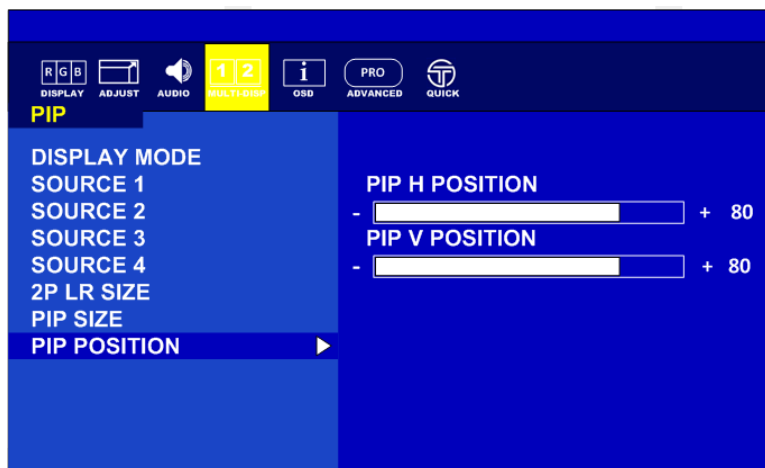 R G B 1 2 i PRO
DISPLAY ADJUST AUDIO MULTI-DISP OSD ADVANCED QUICK
PIP
DISPLAY MODE
SOURCE 1
SOURCE 2
SOURCE 3
SOURCE 4
2P LR SIZE
PIP SIZE
PIP POSITION
PIP H POSITION
- + 80
PIP V POSITION
- + 80